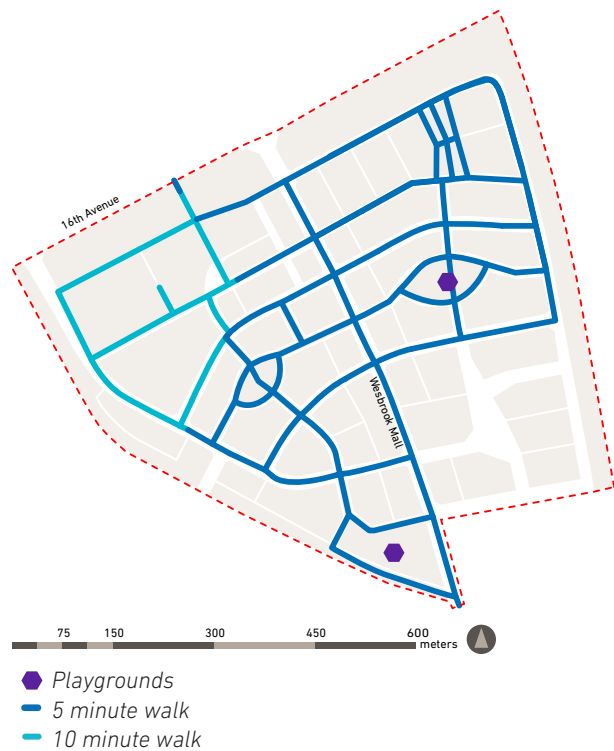 16th Avenue
Wesbrook Mall
75 150 300 450 600
meters
Playgrounds
5 minute walk
10 minute walk